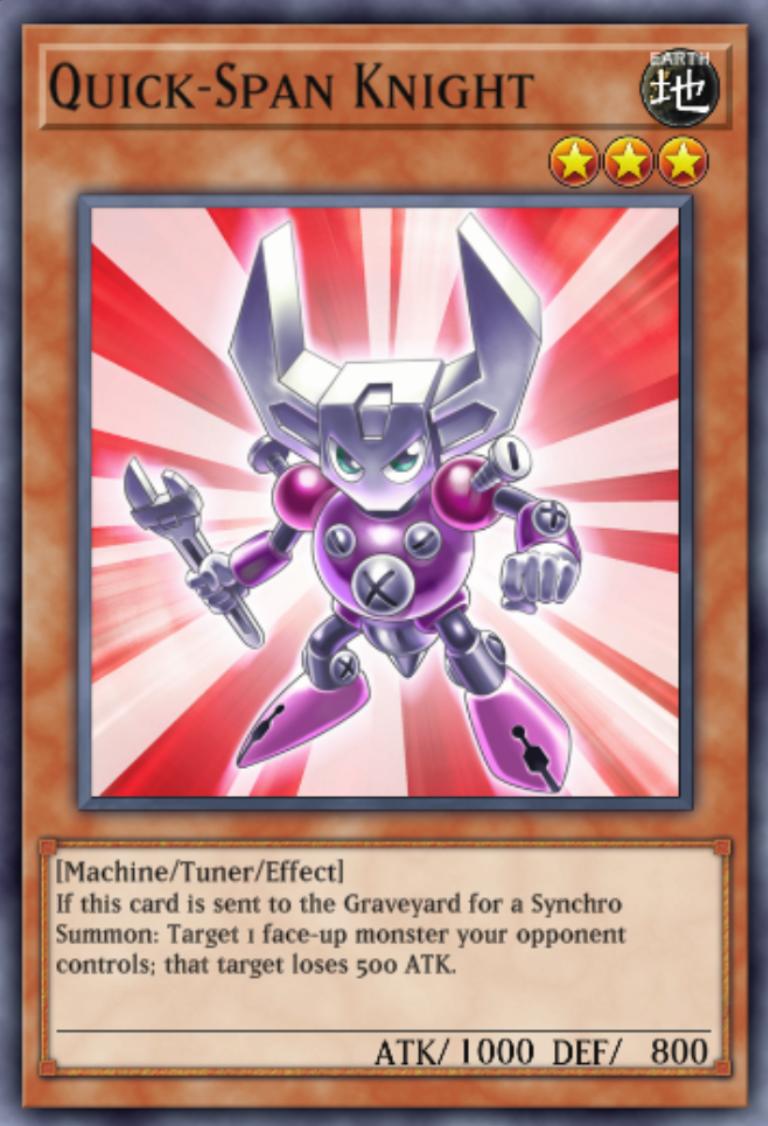 QUICK-SPAN KNIGHT
EARTH
地
[Machine/Tuner/Effect]
If this card is sent to the Graveyard for a Synchro
Summon: Target 1 face-up monster your opponent
controls; that target loses 500 ATK.
ATK/ 1000 DEF/ 800